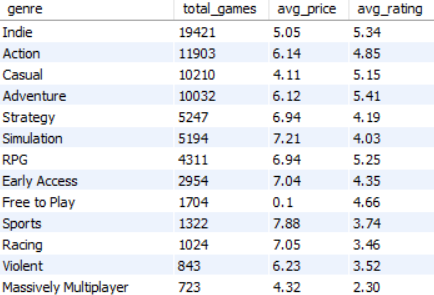 genre total_games avg_price avg_rating
Indie 19421 5.05 5.34
Action 11903 6.14 4.85
Casual 10210 4.11 5.15
Adventure 10032 6.12 5.41
Strategy 5247 6.94 4.19
Simulation 5194 7.21 4.03
RPG 4311 6.94 5.25
Early Access 2954 7.04 4.35
Free to Play 1704 0.1 4.66
Sports 1322 7.88 3.74
Racing 1024 7.05 3.46
Violent 843 6.23 3.52
Massively Multiplayer 723 4.32 2.30